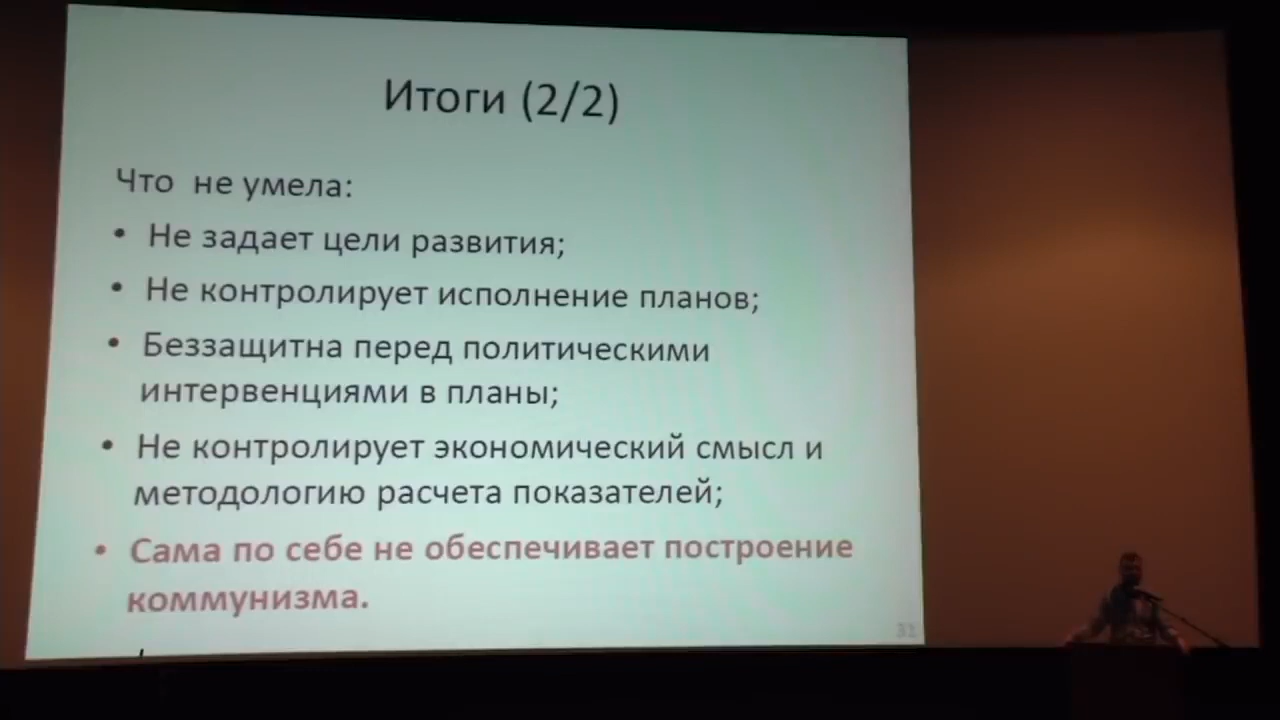 Итоги (2/2)
Что не умела:
• Не задает цели развития;
• Не контролирует исполнение планов;
• Беззащитна перед политическими
интервенциями в планы;
• Не контролирует экономический смысл и
методологию расчета показателей;
• Сама по себе не обеспечивает построение
коммунизма.
31